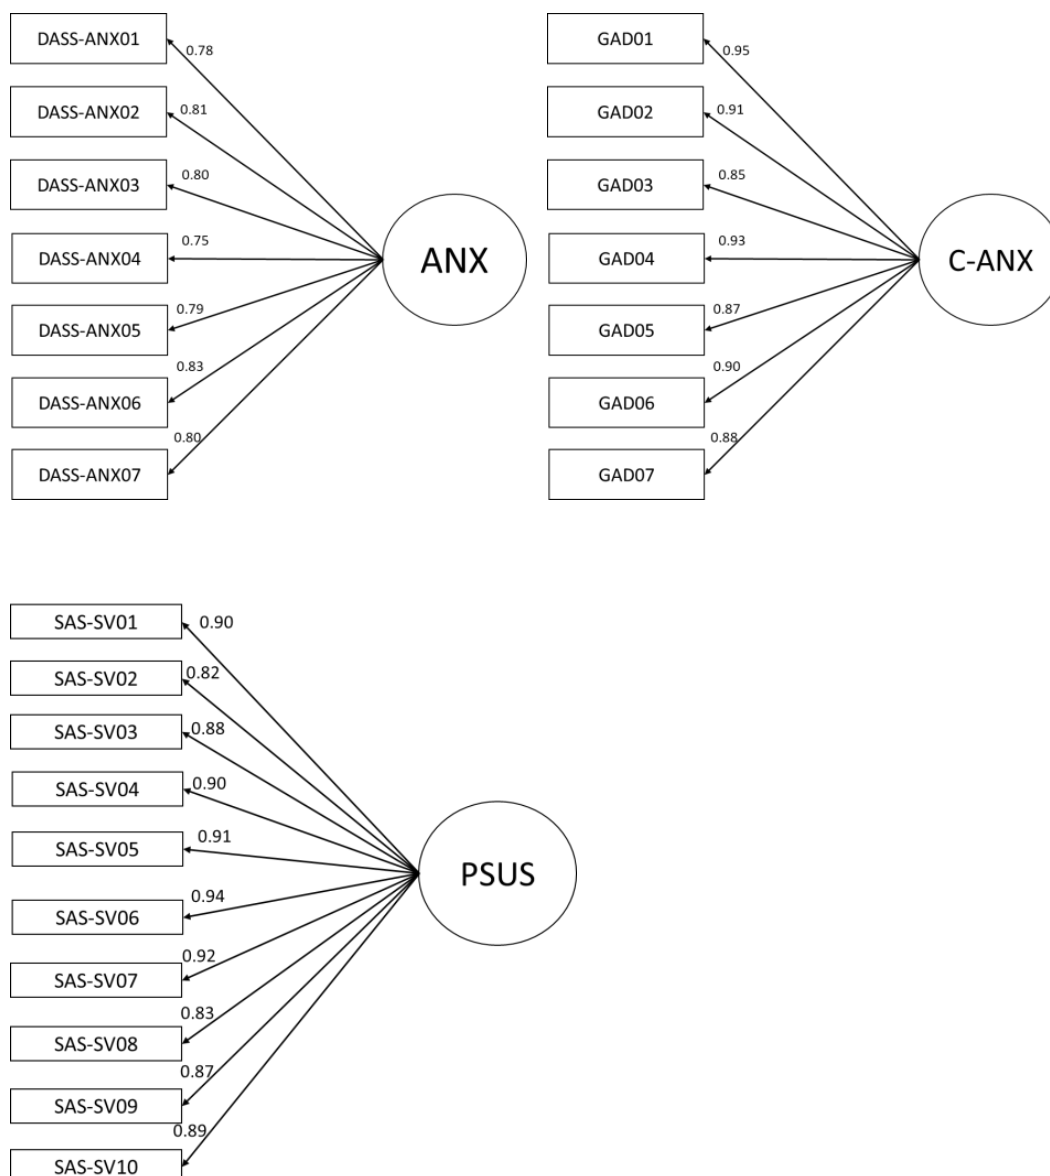 DASS-ANX01
0.78
DASS-ANX02
0.81
DASS-ANX03
0.80
DASS-ANX04
0.75
DASS-ANX05
0.79
DASS-ANX06
0.83
DASS-ANX07
0.80
ANX
GAD01
0.95
GAD02
0.91
GAD03
0.85
GAD04
0.93
GAD05
0.87
GAD06
0.90
GAD07
0.88
C-ANX
SAS-SV01
0.90
SAS-SV02
0.82
SAS-SV03
0.88
SAS-SV04
0.90
SAS-SV05
0.91
SAS-SV06
0.94
SAS-SV07
0.92
SAS-SV08
0.83
SAS-SV09
0.87
SAS-SV10
0.89
PSUS